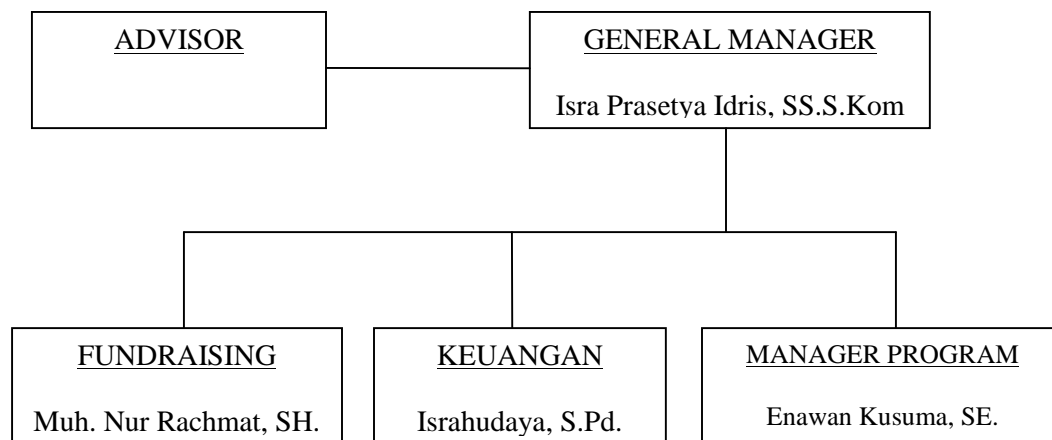 ADVISOR
GENERAL MANAGER
Isra Prasetya Idris, SS.S.Kom
FUNDRAISING
Muh. Nur Rachmat, SH.
KEUANGAN
Israhudaya, S.Pd.
MANAGER PROGRAM
Enawan Kusuma, SE.